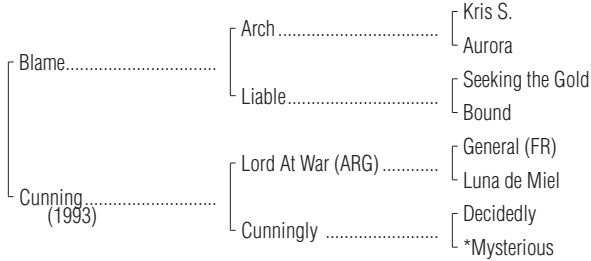 Kris S.
Arch
Aurora
Blame
Seeking the Gold
Liable
Bound
General (FR)
Lord At War (ARG)
Luna de Miel
Cunning
(1993)
Decidedly
Cunningly
*Mysterious